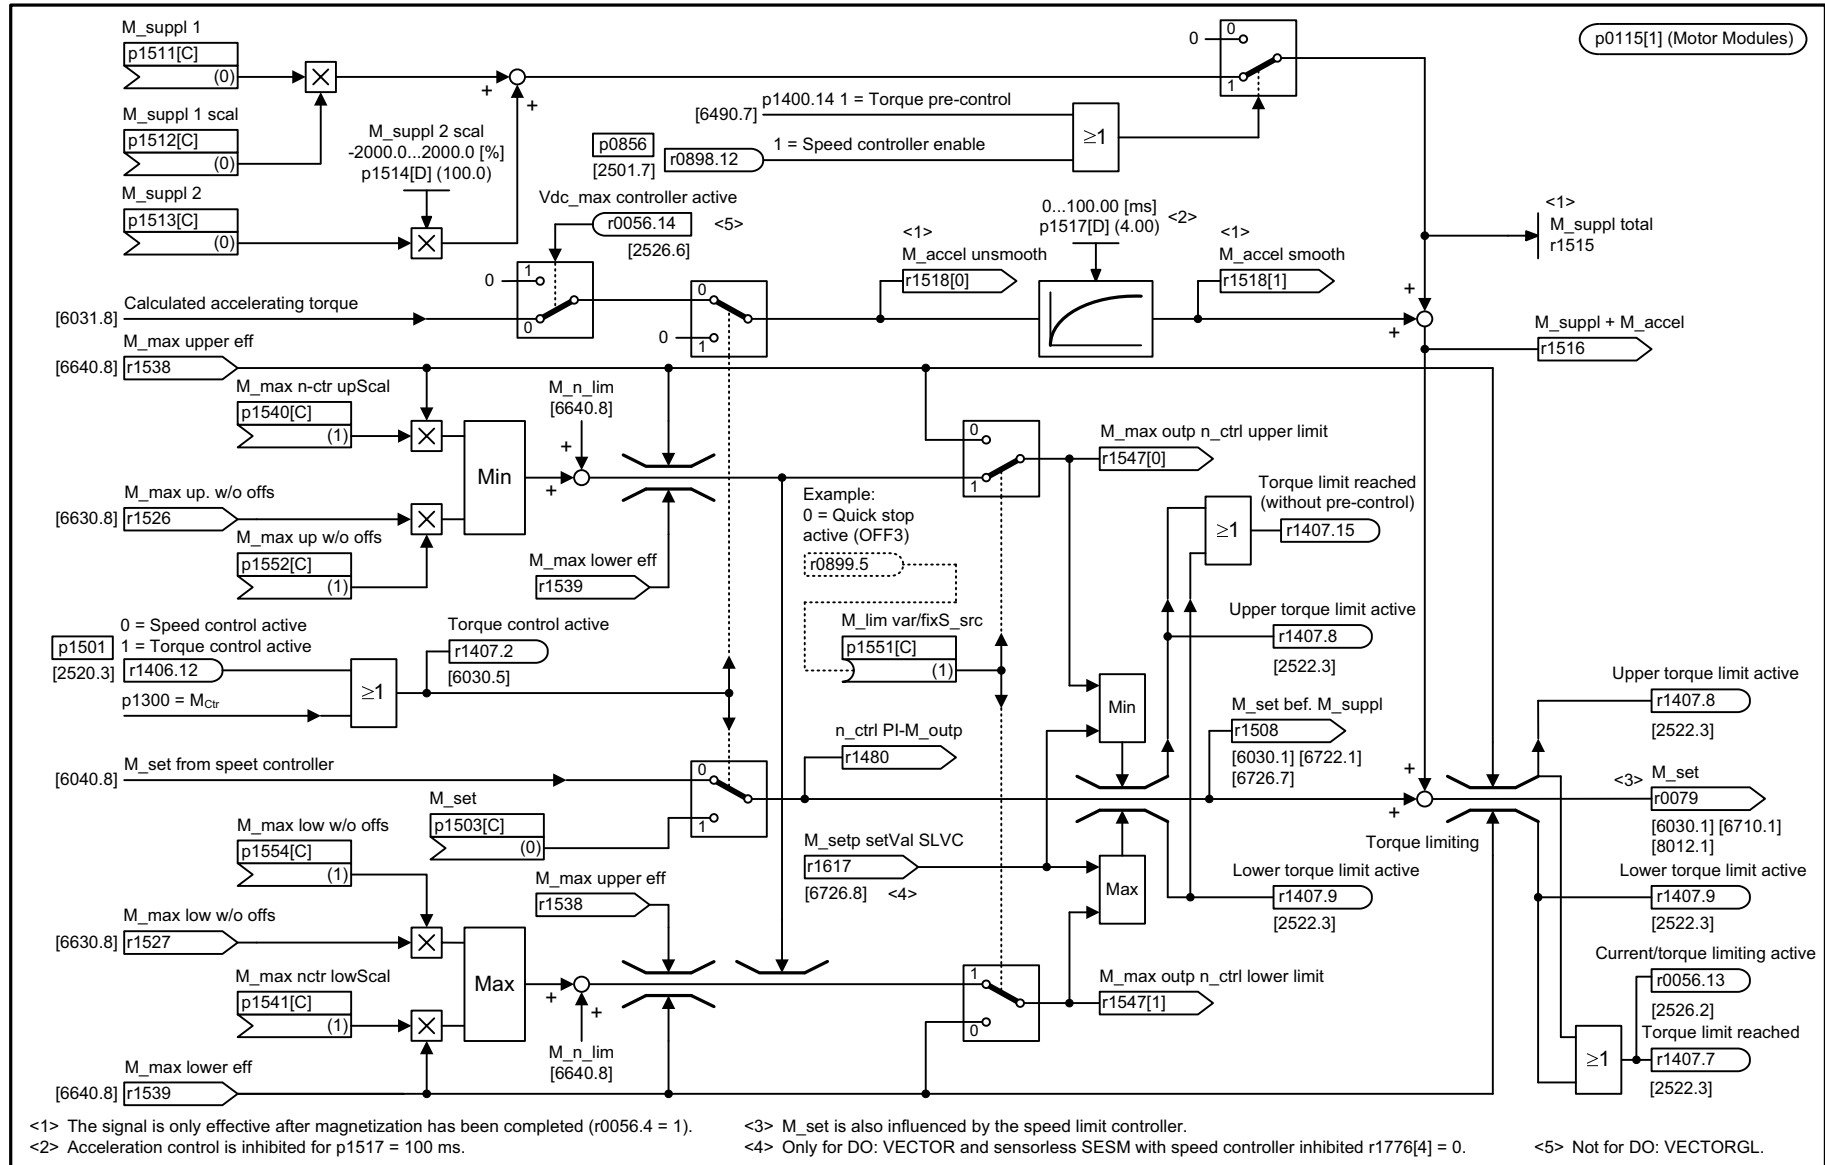 M_suppl 1
p1511[C]
(0)
M_suppl 1 scal
p1512[C]
(0)
M_suppl 2 scal
-2000.0...2000.0 [%]
p1514[D] (100.0)
M_suppl 2
p1513[C]
(0)
+
+
0
0
1
p0115[1] (Motor Modules)
[6490.7]
p1400.14 1 = Torque pre-control
p0856
[2501.7]
r0898.12
1 = Speed controller enable
≥1
Vdc_max controller active
r0056.14
<5>
[2526.6]
0
1
0
[6031.8]
Calculated accelerating torque
0
0
1
<1>
M_accel unsmooth
r1518[0]
0...100.00 [ms]
p1517[D] (4.00)
<2>
<1>
M_accel smooth
r1518[1]
<1>
M_suppl total
r1515
+
+
M_suppl + M_accel
r1516
M_max upper eff
[6640.8]
r1538
M_max n-ctr upScal
p1540[C]
(1)
Min
M_n_lim
[6640.8]
+
+
M_max up. w/o offs
[6630.8]
r1526
M_max up w/o offs
p1552[C]
(1)
M_max lower eff
r1539
0
1
M_max outp n_ctrl upper limit
r1547[0]
Example:
0 = Quick stop
active (OFF3)
r0899.5
M_lim var/fixS_src
p1551[C]
(1)
Torque limit reached
(without pre-control)
≥1
r1407.15
Upper torque limit active
r1407.8
[2522.3]
0 = Speed control active
p1501
1 = Torque control active
[2520.3]
r1406.12
p1300 = MCtr
≥1
Torque control active
r1407.2
[6030.5]
Min
M_set bef. M_suppl
r1508
[6030.1] [6722.1]
[6726.7]
Upper torque limit active
r1407.8
[2522.3]
n_ctrl PI-M_outp
r1480
[6040.8]
M_set from speet controller
0
1
M_set
p1503[C]
(0)
+
+
<3>
M_set
r0079
[6030.1] [6710.1]
[8012.1]
Torque limiting
M_max low w/o offs
p1554[C]
(1)
M_setp setVal SLVC
r1617
[6726.8]
<4>
Max
Lower torque limit active
r1407.9
[2522.3]
Lower torque limit active
r1407.9
[2522.3]
M_max upper eff
r1538
M_max low w/o offs
[6630.8]
r1527
M_max nctr lowScal
p1541[C]
(1)
Max
+
+
M_n_lim
[6640.8]
1
0
M_max outp n_ctrl lower limit
r1547[1]
Current/torque limiting active
r0056.13
[2526.2]
Torque limit reached
≥1
r1407.7
[2522.3]
M_max lower eff
[6640.8]
r1539
<1> The signal is only effective after magnetization has been completed (r0056.4 = 1).
<2> Acceleration control is inhibited for p1517 = 100 ms.
<3> M_set is also influenced by the speed limit controller.
<4> Only for DO: VECTOR and sensorless SESM with speed controller inhibited r1776[4] = 0.
<5> Not for DO: VECTORGL.